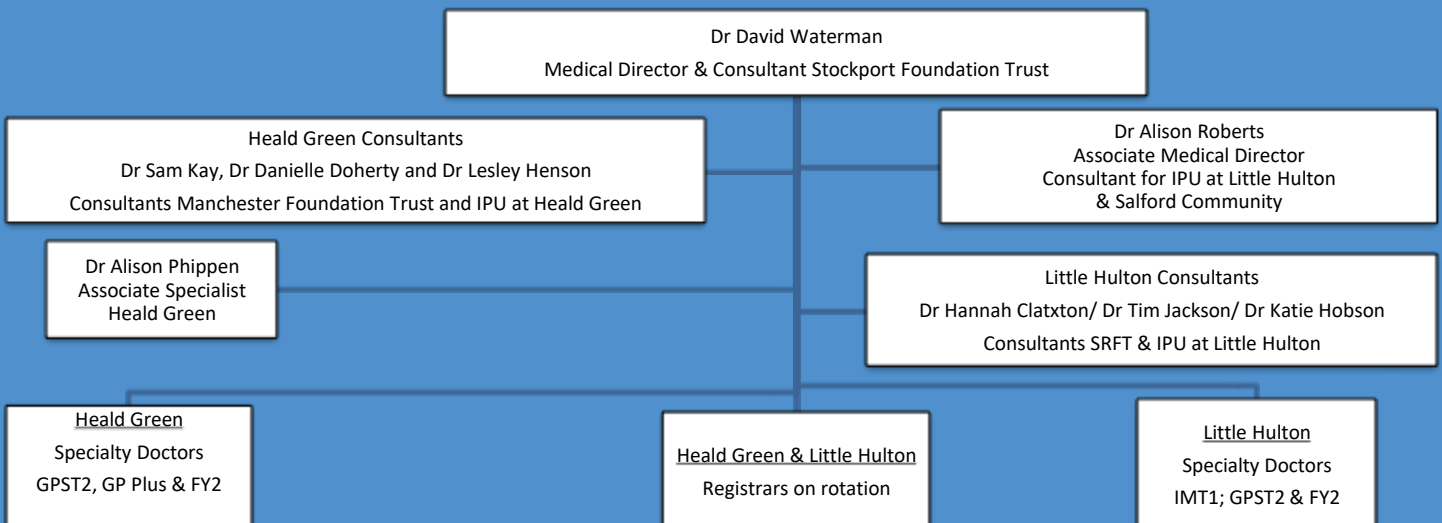 Dr David Waterman
Medical Director & Consultant Stockport Foundation Trust
Heald Green Consultants
Dr Sam Kay, Dr Danielle Doherty and Dr Lesley Henson
Consultants Manchester Foundation Trust and IPU at Heald Green
Dr Alison Roberts
Associate Medical Director
Consultant for IPU at Little Hulton
& Salford Community
Dr Alison Phippen
Associate Specialist
Heald Green
Little Hulton Consultants
Dr Hannah Clatxton/ Dr Tim Jackson/ Dr Katie Hobson
Consultants SRFT & IPU at Little Hulton
Heald Green
Specialty Doctors
GPST2, GP Plus & FY2
Heald Green & Little Hulton
Registrars on rotation
Little Hulton
Specialty Doctors
IMT1; GPST2 & FY2